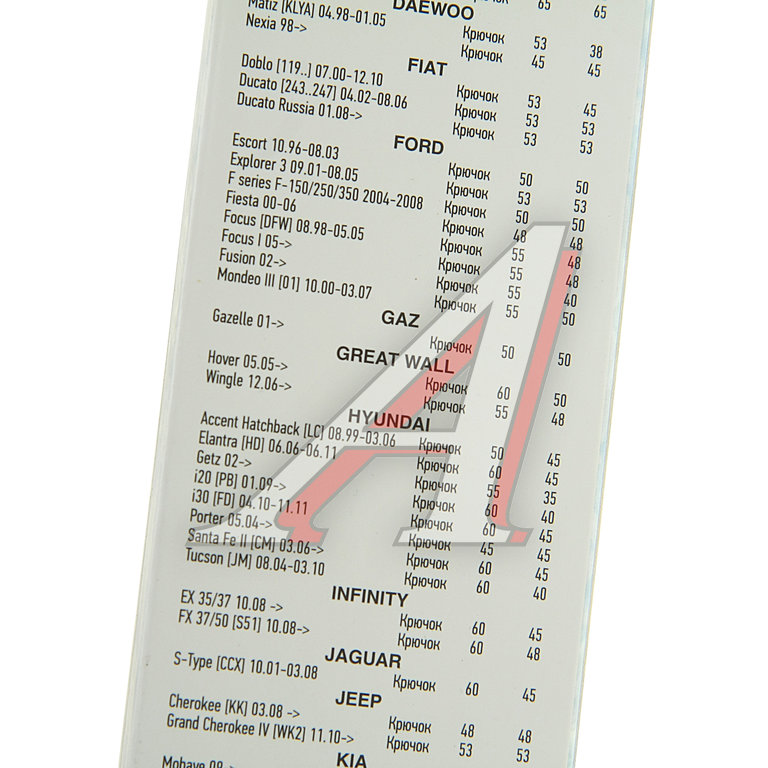 Крючок 65 65
DAEWOO
Matiz [KLYA] 04.98-01.05 Крючок 53 38
Nexia 98-> Крючок 45 45
FIAT
Doblo [119..] 07.00-12.10 Крючок 53 45
Ducato [243..247] 04.02-08.06 Крючок 53 53
Ducato Russia 01.08-> Крючок 53 53
FORD
Escort 10.96-08.03 Крючок 50 50
Explorer 3 09.01-08.05 Крючок 53 53
F series F-150/250/350 2004-2008 Крючок 50 50
Fiesta 00-06 Крючок 48 48
Focus [DFW] 08.98-05.05 Крючок 55 48
Focus I 05-> Крючок 55 48
Fusion 02-> Крючок 55 40
Mondeo III [01] 10.00-03.07 Крючок 55 50
GAZ
Gazelle 01-> Крючок 50 50
GREAT WALL
Hover 05.05-> Крючок 60 50
Wingle 12.06-> Крючок 55 48
HYUNDAI
Accent Hatchback [LC] 08.99-03.06 Крючок 50 45
Elantra [HD] 06.06-06.11 Крючок 60 45
Getz 02-> Крючок 55 35
i20 [PB] 01.09-> Крючок 60 40
i30 [FD] 04.10-11.11 Крючок 60 45
Porter 05.04-> Крючок 45 45
Santa Fe II [CM] 03.06-> Крючок 60 45
Tucson [JM] 08.04-03.10 Крючок 60 40
INFINITY
EX 35/37 10.08 -> Крючок 60 45
FX 37/50 [S51] 10.08-> Крючок 60 48
JAGUAR
S-Type [CCX] 10.01-03.08 Крючок 60 45
JEEP
Cherokee [KK] 03.08 -> Крючок 48 48
Grand Cherokee IV [WK2] 11.10-> Крючок 53 53
KIA
Mohave 09->